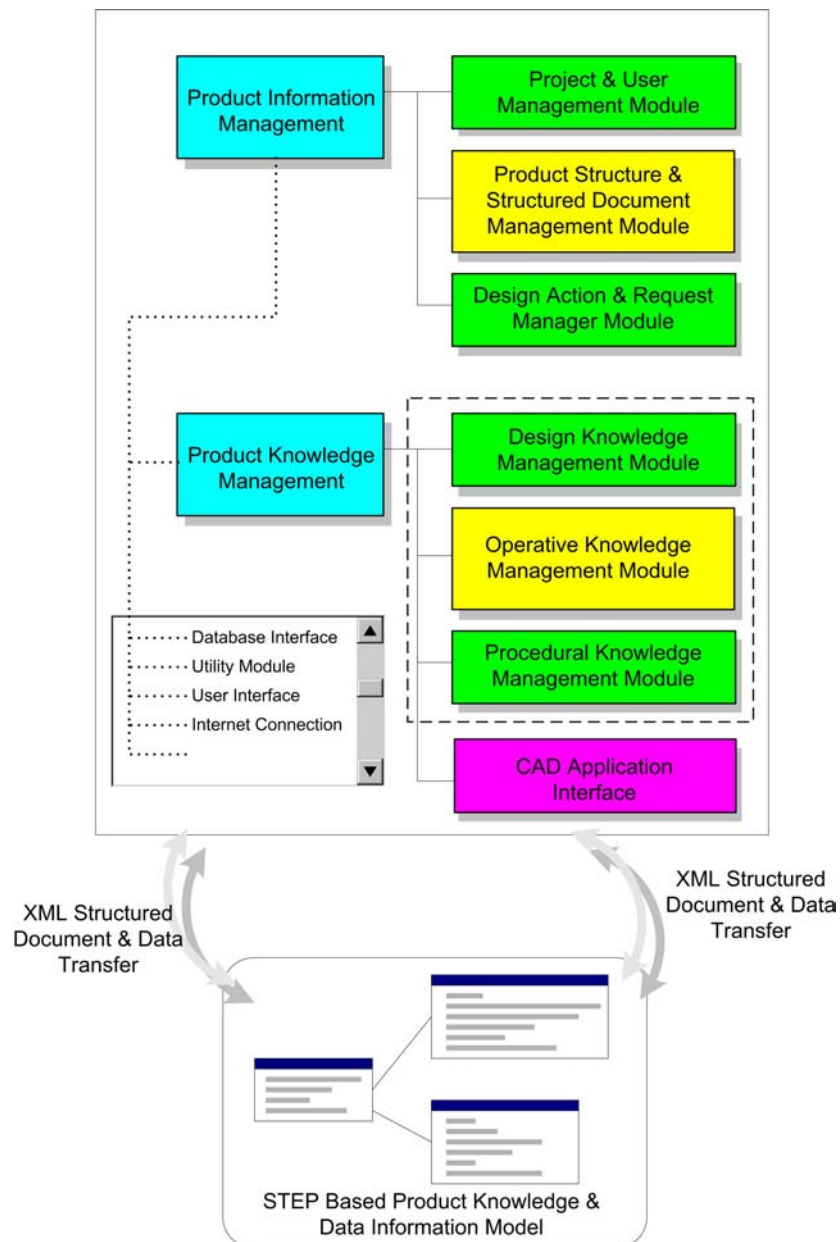 Product Information
Management
Project & User
Management Module
Product Structure &
Structured Document
Management Module
Design Action & Request
Manager Module
Product Knowledge
Management
Design Knowledge
Management Module
Operative Knowledge
Management Module
Procedural Knowledge
Management Module
CAD Application
Interface
Database Interface
Utility Module
User Interface
Internet Connection
XML Structured
Document & Data
Transfer
XML Structured
Document & Data
Transfer
STEP Based Product Knowledge &
Data Information Model